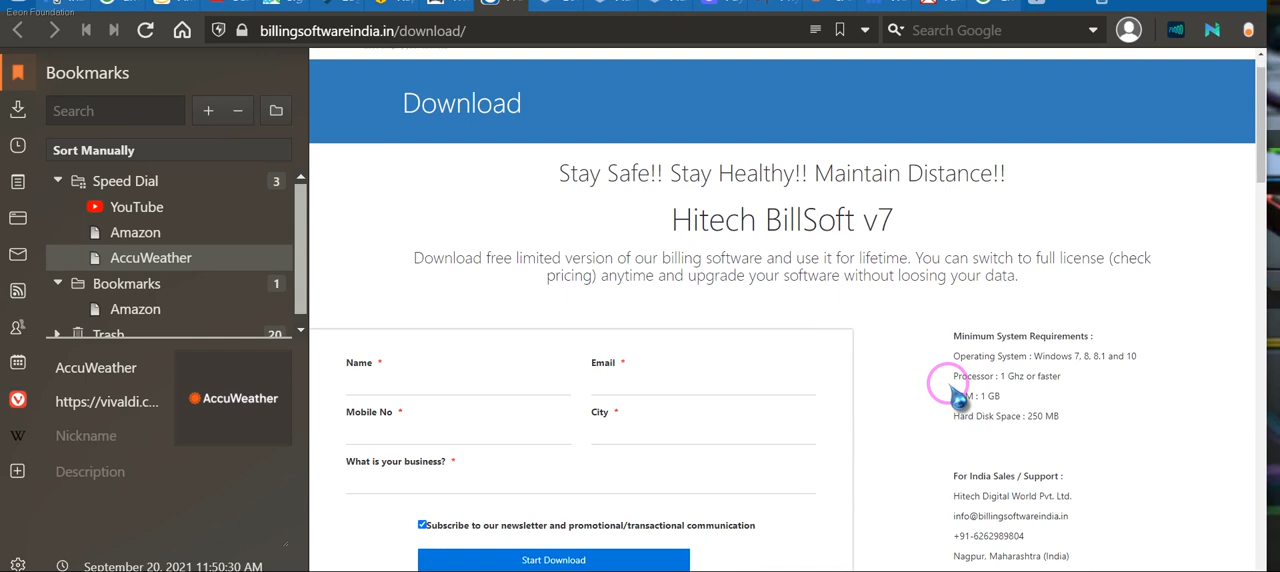 Eeon Foundation
billingsoftwareindia.in/download/
Search Google
Bookmarks
Search
Sort Manually
Speed Dial 3
YouTube
Amazon
AccuWeather
Bookmarks 1
Amazon
Trash 20
AccuWeather
https://vivaldi.c...
AccuWeather
Nickname
Description
September 20, 2021 11:50:30 AM
Download
Stay Safe!! Stay Healthy!! Maintain Distance!!
Hitech BillSoft v7
Download free limited version of our billing software and use it for lifetime. You can switch to full license (check
pricing) anytime and upgrade your software without loosing your data.
Name *
Email *
Mobile No *
City *
What is your business? *
Subscribe to our newsletter and promotional/transactional communication
Start Download
Minimum System Requirements :
Operating System : Windows 7, 8, 8.1 and 10
Processor : 1 Ghz or faster
: 1 GB
Hard Disk Space : 250 MB
For India Sales / Support :
Hitech Digital World Pvt. Ltd.
info@billingsoftwareindia.in
+91-6262989804
Nagpur, Maharashtra (India)